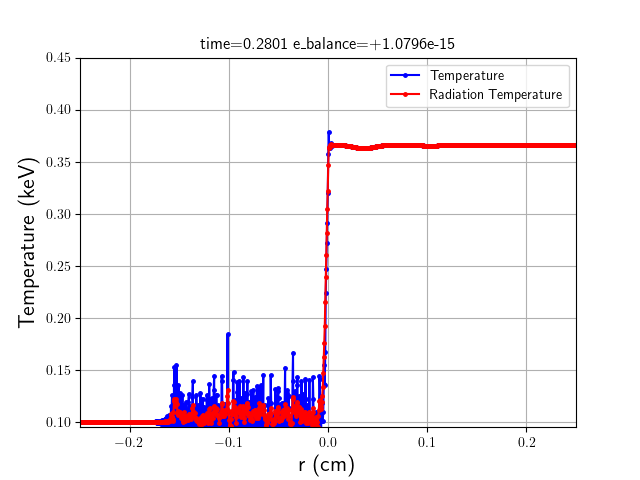 time=0.2801 e_balance=+1.0796e-15
Temperature
Radiation Temperature
0.45
0.40
0.35
0.30
0.25
0.20
0.15
0.10
Temperature (keV)
−0.2 −0.1 0.0 0.1 0.2
r (cm)